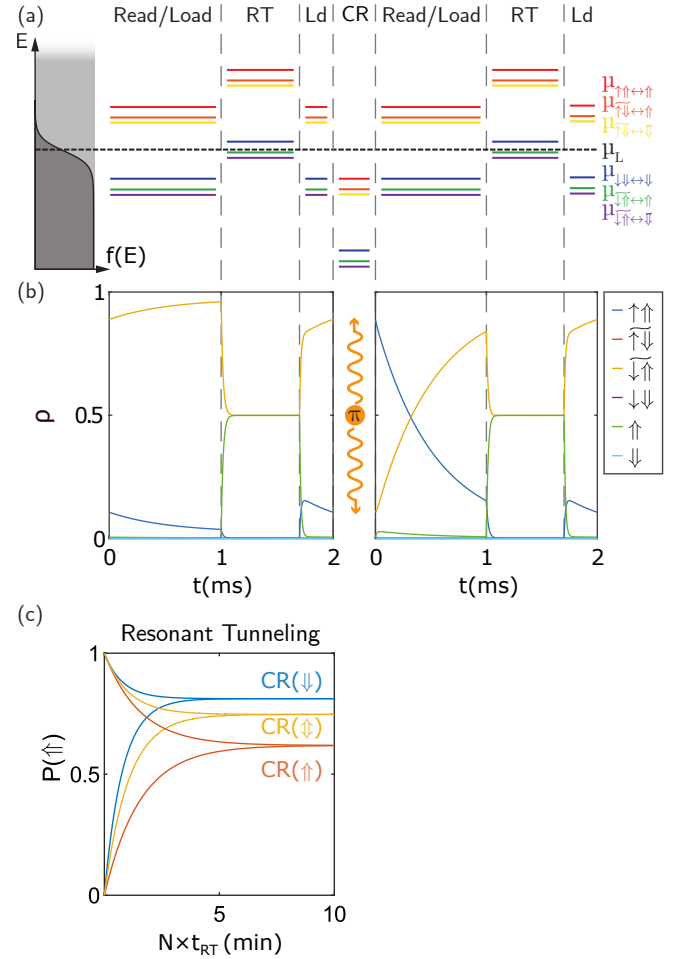 (a)
Read/Load RT Ld CR Read/Load RT Ld
E
μ↑⇑↔⇑
μ↑͠⇓↔⇑
μ↑͠⇓↔⇓
μL
μ↓⇓↔⇓
μ↓͠⇑↔⇑
μ↓͠⇑↔⇓
f(E)
(b)
1
0.5
0
ρ
π
0 1 2
0 1 2
t(ms)
t(ms)
↑⇑
↑͠⇓
↓͠⇑
↓⇓
⇑
⇓
(c)
Resonant Tunneling
1
0.5
0
P(⇑)
CR(⇓)
CR(⇕)
CR(⇑)
0 5 10
N×tRT(min)